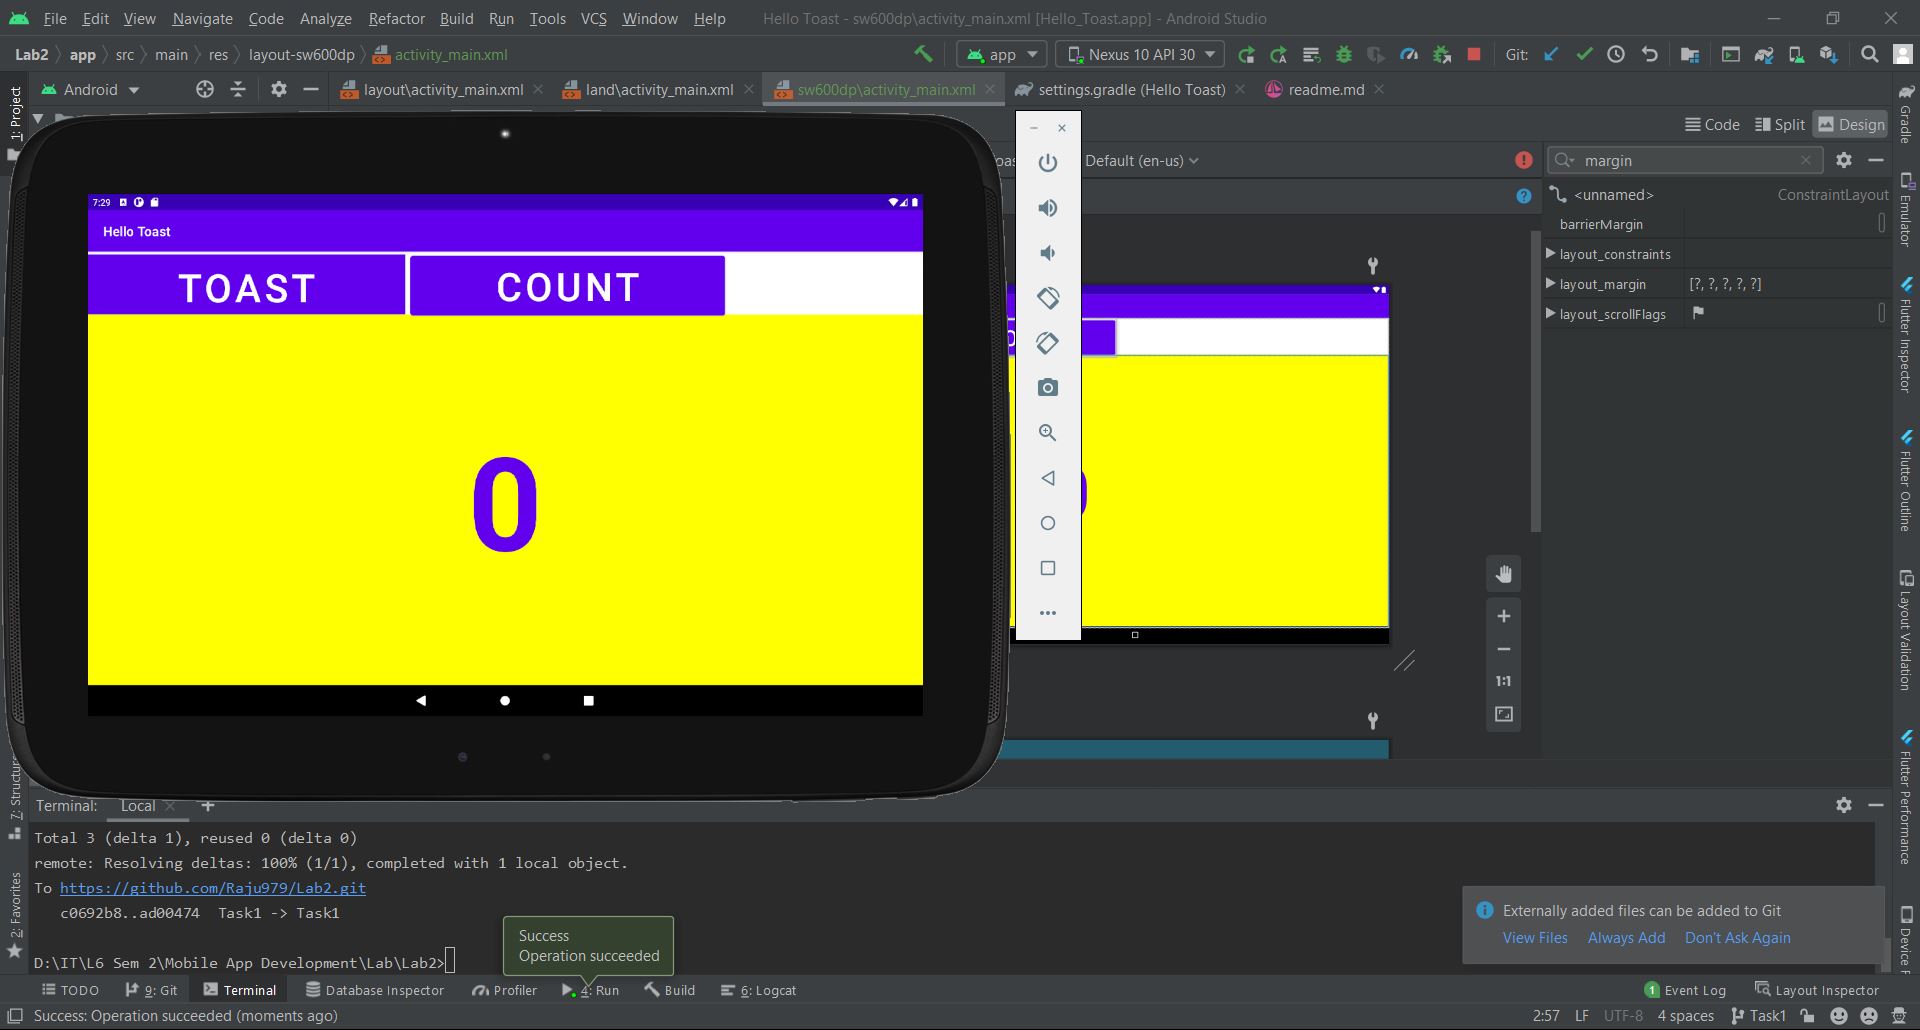 File Edit View Navigate Code Analyze Refactor Build Run Tools VCS Window Help Hello Toast - sw600dp\activity_main.xml [Hello_Toast.app] - Android Studio
Lab2 app src main res layout-sw600dp activity_main.xml app Nexus 10 API 30 Git:
Android layout\activity_main.xml land\activity_main.xml sw600dp\activity_main.xml settings.gradle (Hello Toast) readme.md
1: Project
Code Split Design
Default (en-us)
margin
<unnamed> ConstraintLayout
barrierMargin
layout_constraints
layout_margin [?, ?, ?, ?, ?]
layout_scrollFlags
7:29
Hello Toast
TOAST COUNT
0
1:1
Gradle
Emulator
Flutter Inspector
Flutter Outline
Layout Validation
Flutter Performance
7: Structure
2: Favorites
Terminal: Local
Total 3 (delta 1), reused 0 (delta 0)
remote: Resolving deltas: 100% (1/1), completed with 1 local object.
To https://github.com/Raju979/Lab2.git
c0692b8..ad00474 Task1 -> Task1
D:\IT\L6 Sem 2\Mobile App Development\Lab\Lab2>
Success
Operation succeeded
Externally added files can be added to Git
View Files Always Add Don't Ask Again
TODO 9: Git Terminal Database Inspector Profiler 4: Run Build 6: Logcat 1 Event Log Layout Inspector
Success: Operation succeeded (moments ago) 2:57 LF UTF-8 4 spaces Task1